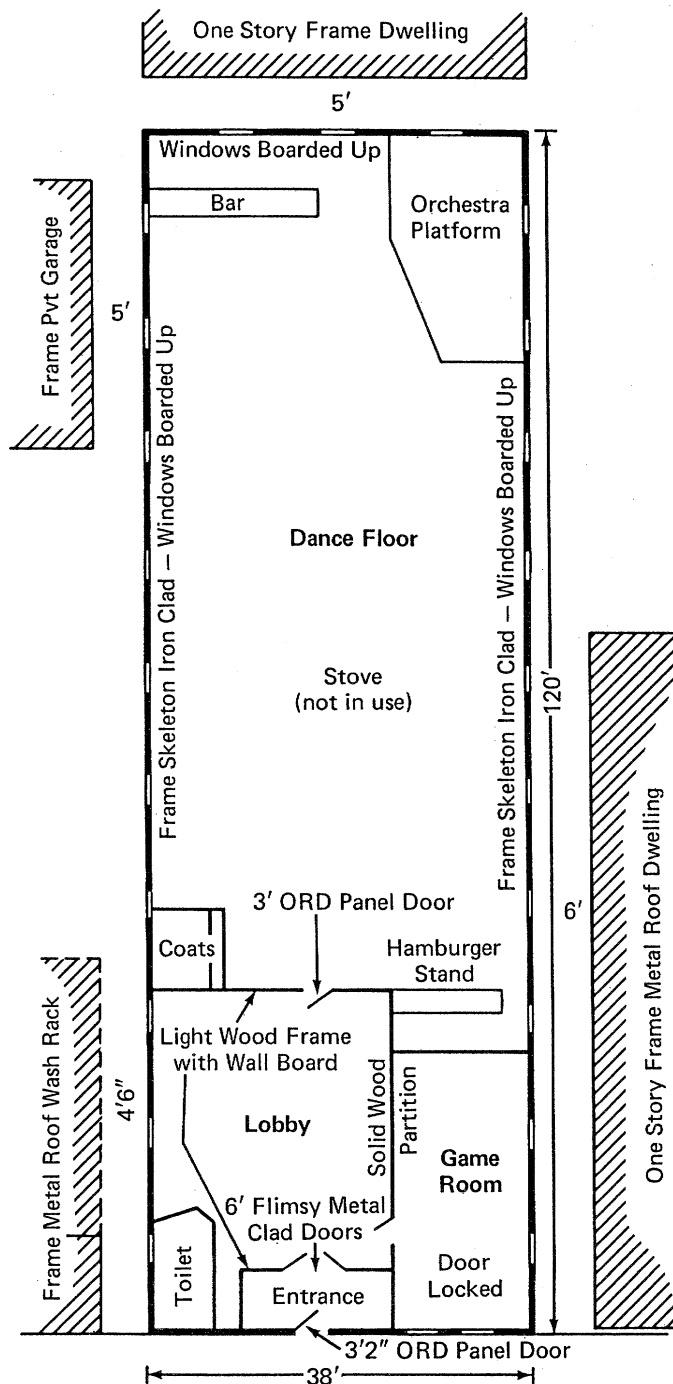 One Story Frame Dwelling
5′
Windows Boarded Up
Bar
Orchestra
Platform
Frame Pvt Garage
5′
Frame Skeleton Iron Clad — Windows Boarded Up
Frame Skeleton Iron Clad — Windows Boarded Up
Dance Floor
Stove
(not in use)
120′
One Story Frame Metal Roof Dwelling
6′
3′ ORD Panel Door
Coats
Hamburger
Stand
Frame Metal Roof Wash Rack
4′6″
Light Wood Frame
with Wall Board
Solid Wood
Partition
Lobby
Game
Room
6′ Flimsy Metal
Clad Doors
Toilet
Entrance
Door
Locked
3′2″ ORD Panel Door
38′